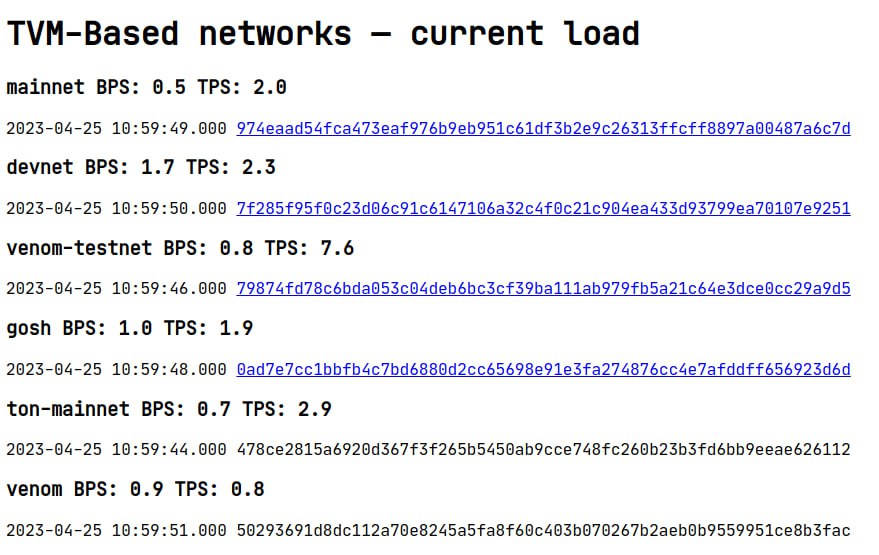 TVM-Based networks — current load
mainnet BPS: 0.5 TPS: 2.0
2023-04-25 10:59:49.000 974eaad54fca473eaf976b9eb951c61df3b2e9c26313ffcff8897a00487a6c7d
devnet BPS: 1.7 TPS: 2.3
2023-04-25 10:59:50.000 7f285f95f0c23d06c91c6147106a32c4f0c21c904ea433d93799ea70107e9251
venom-testnet BPS: 0.8 TPS: 7.6
2023-04-25 10:59:46.000 79874fd78c6bda053c04deb6bc3cf39ba111ab979fb5a21c64e3dce0cc29a9d5
gosh BPS: 1.0 TPS: 1.9
2023-04-25 10:59:48.000 0ad7e7cc1bbfb4c7bd6880d2cc65698e91e3fa274876cc4e7afddff656923d6d
ton-mainnet BPS: 0.7 TPS: 2.9
2023-04-25 10:59:44.000 478ce2815a6920d367f3f265b5450ab9cce748fc260b23b3fd6bb9eeae626112
venom BPS: 0.9 TPS: 0.8
2023-04-25 10:59:51.000 50293691d8dc112a70e8245a5fa8f60c403b070267b2aeb0b9559951ce8b3fac